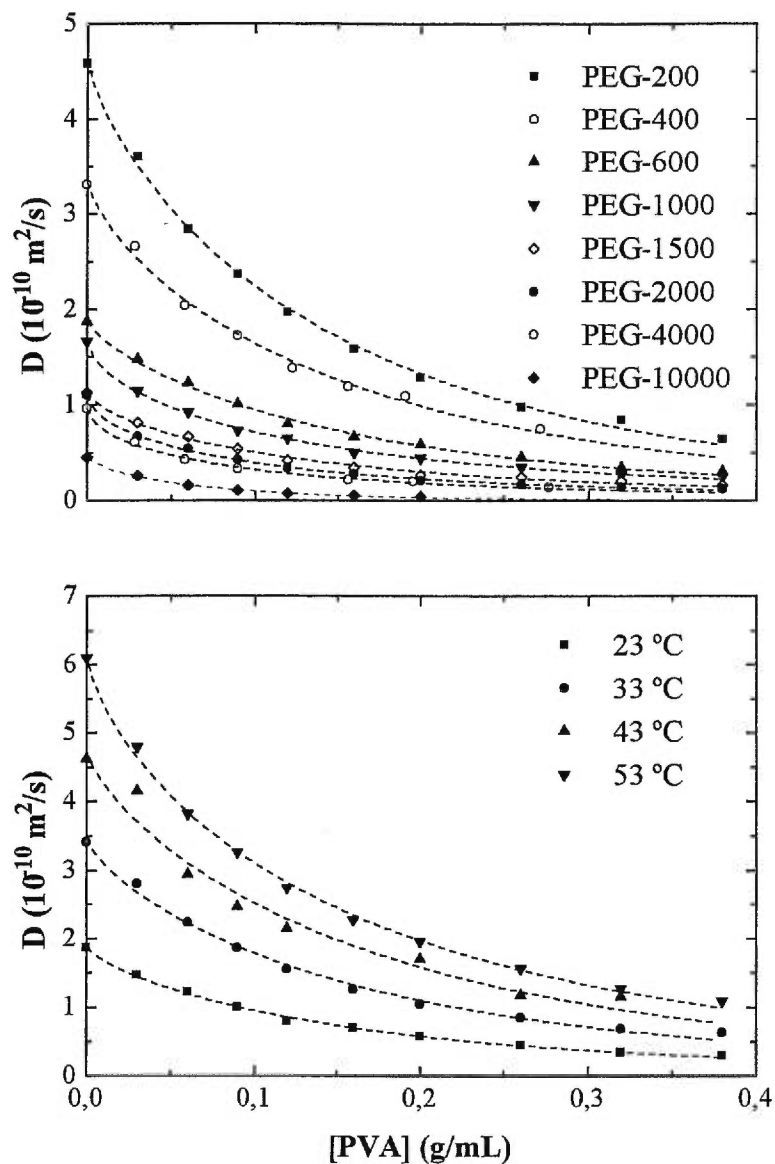 5
4
3
2
1
0
D (10⁻¹⁰ m²/s)
PEG-200
PEG-400
PEG-600
PEG-1000
PEG-1500
PEG-2000
PEG-4000
PEG-10000
7
6
5
4
3
2
1
0
D (10⁻¹⁰ m²/s)
23 ºC
33 ºC
43 ºC
53 ºC
0,0 0,1 0,2 0,3 0,4
[PVA] (g/mL)